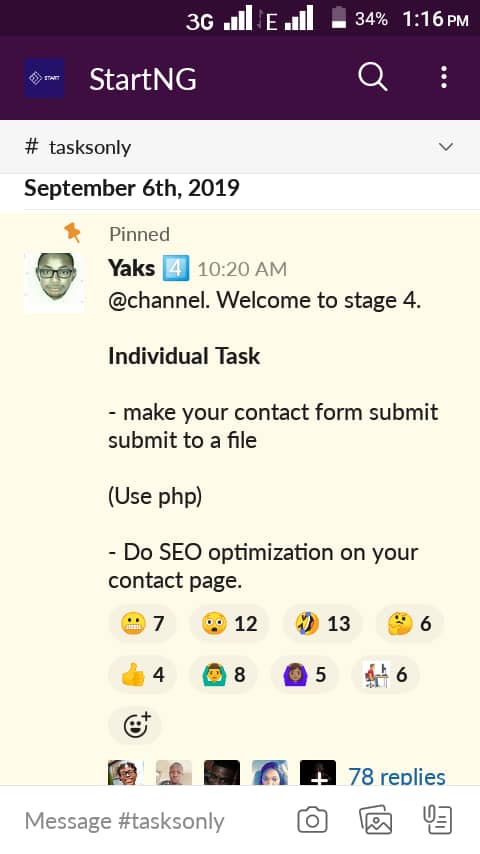 3G E 34% 1:16 PM
START StartNG
# tasksonly
September 6th, 2019
Pinned
Yaks 4 10:20 AM
@channel. Welcome to stage 4.
Individual Task
- make your contact form submit
submit to a file
(Use php)
- Do SEO optimization on your
contact page.
7 12 13 6
4 8 5 6
78 replies
Message #tasksonly